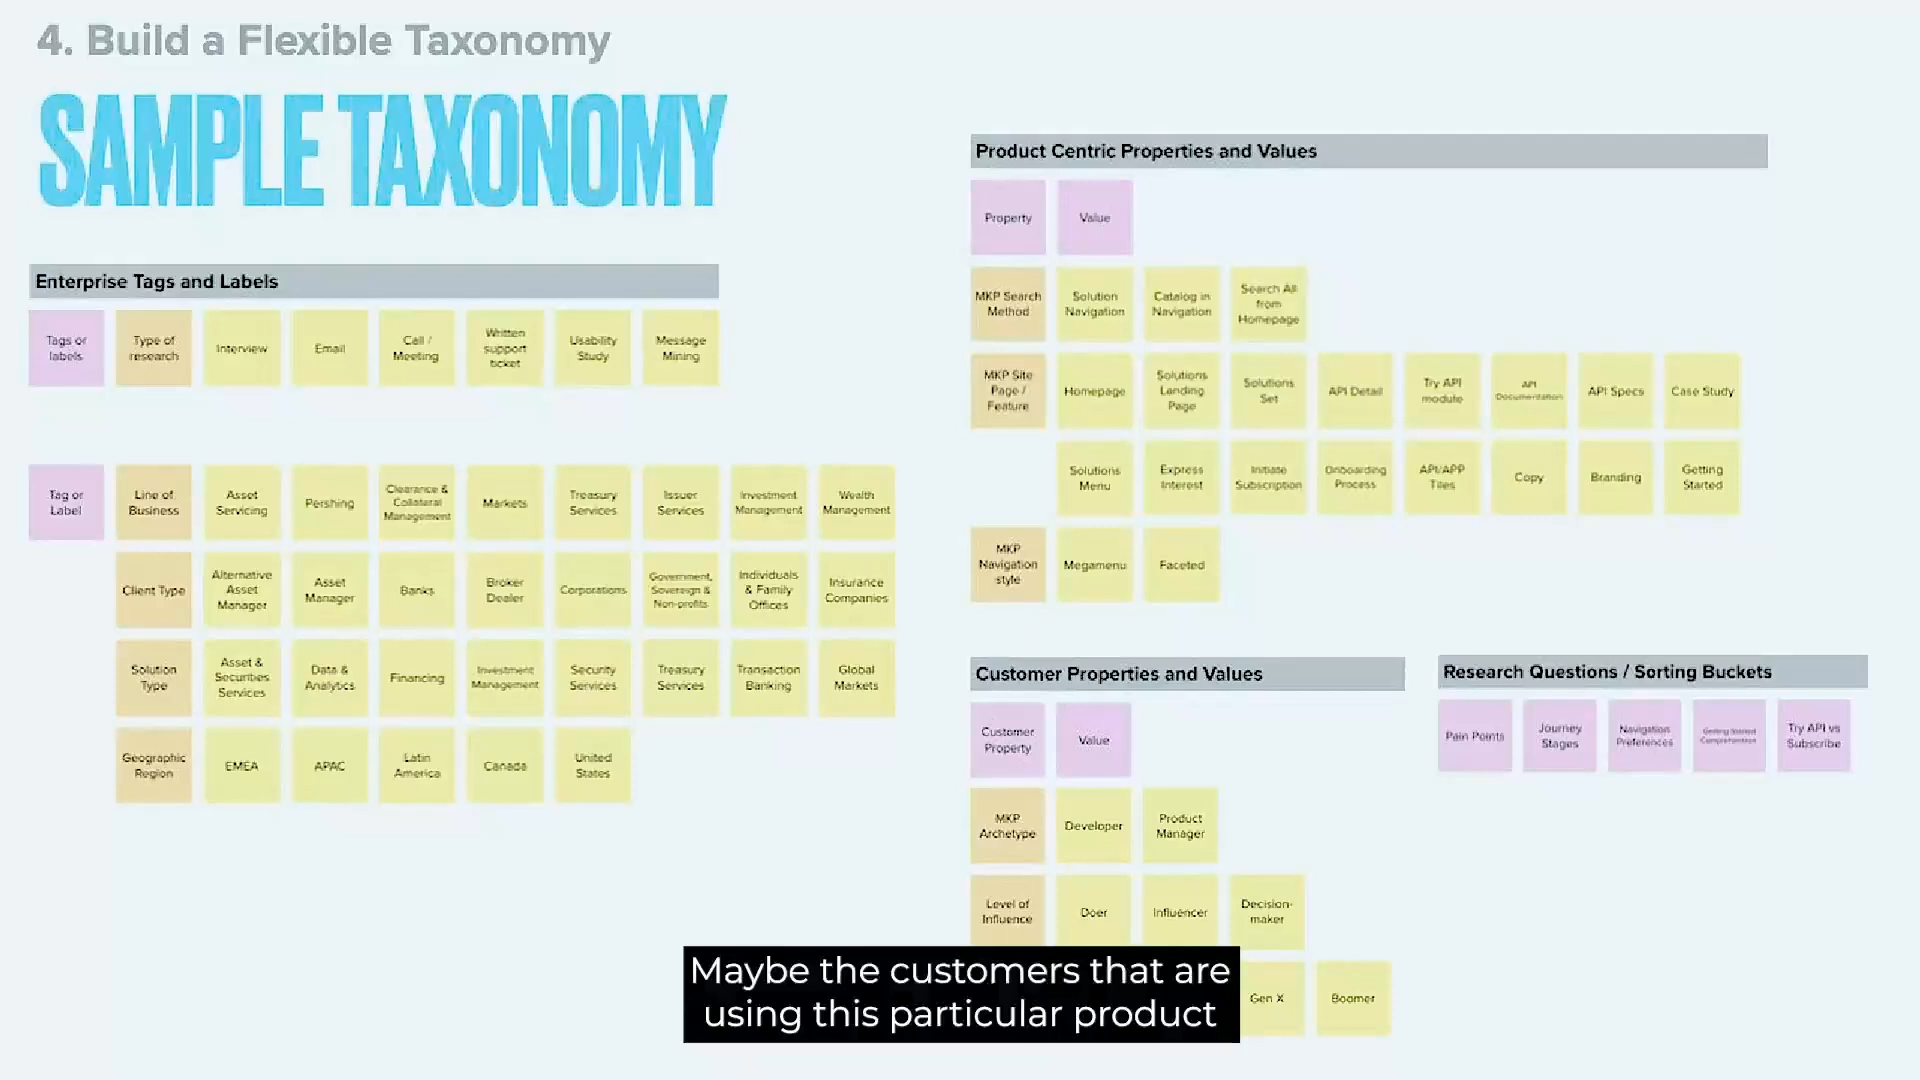 4. Build a Flexible Taxonomy
SAMPLE TAXONOMY
Enterprise Tags and Labels
Tags or
labels
Type of
research
Interview
Email
Call /
Meeting
Written
support
ticket
Usability
Study
Message
Mining
Tag or
Label
Line of
Business
Asset
Servicing
Pershing
Clearance &
Collateral
Management
Markets
Treasury
Services
Issuer
Services
Investment
Management
Wealth
Management
Client Type
Alternative
Asset
Manager
Asset
Manager
Banks
Broker
Dealer
Corporations
Government,
Sovereign &
Non-profits
Individuals
& Family
Offices
Insurance
Companies
Solution
Type
Asset &
Securities
Services
Data &
Analytics
Financing
Investment
Management
Security
Services
Treasury
Services
Transaction
Banking
Global
Markets
Geographic
Region
EMEA
APAC
Latin
America
Canada
United
States
Product Centric Properties and Values
Property
Value
MKP Search
Method
Solution
Navigation
Catalog in
Navigation
Search All
from
Homepage
MKP Site
Page /
Feature
Homepage
Solutions
Landing
Page
Solutions
Set
API Detail
Try API
module
API
Documentation
API Specs
Case Study
Solutions
Menu
Express
Interest
Initiate
Subscription
Onboarding
Process
API/APP
Tiles
Copy
Branding
Getting
Started
MKP
Navigation
style
Megamenu
Faceted
Customer Properties and Values
Customer
Property
Value
MKP
Archetype
Developer
Product
Manager
Level of
Influence
Doer
Influencer
Decision-
maker
Gen X
Boomer
Research Questions / Sorting Buckets
Pain Points
Journey
Stages
Navigation
Preferences
Getting Started
Comprehension
Try API vs
Subscribe
Maybe the customers that are
using this particular product